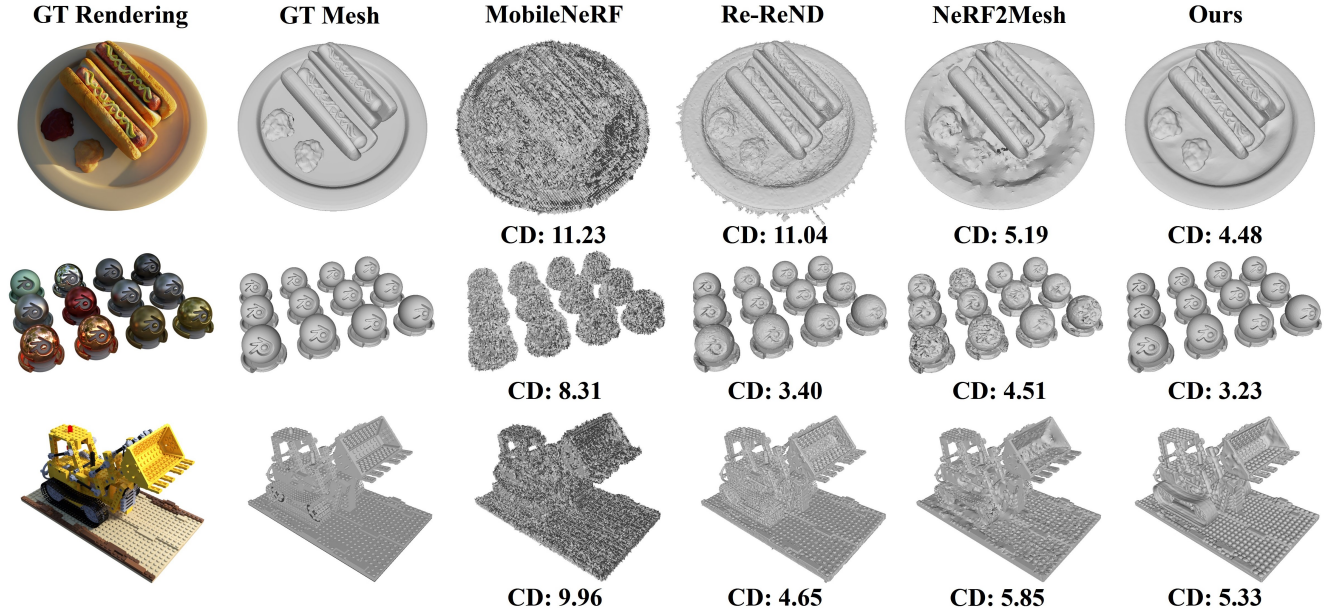 GT Rendering GT Mesh MobileNeRF Re-ReND NeRF2Mesh Ours
CD: 11.23 CD: 11.04 CD: 5.19 CD: 4.48
CD: 8.31 CD: 3.40 CD: 4.51 CD: 3.23
CD: 9.96 CD: 4.65 CD: 5.85 CD: 5.33